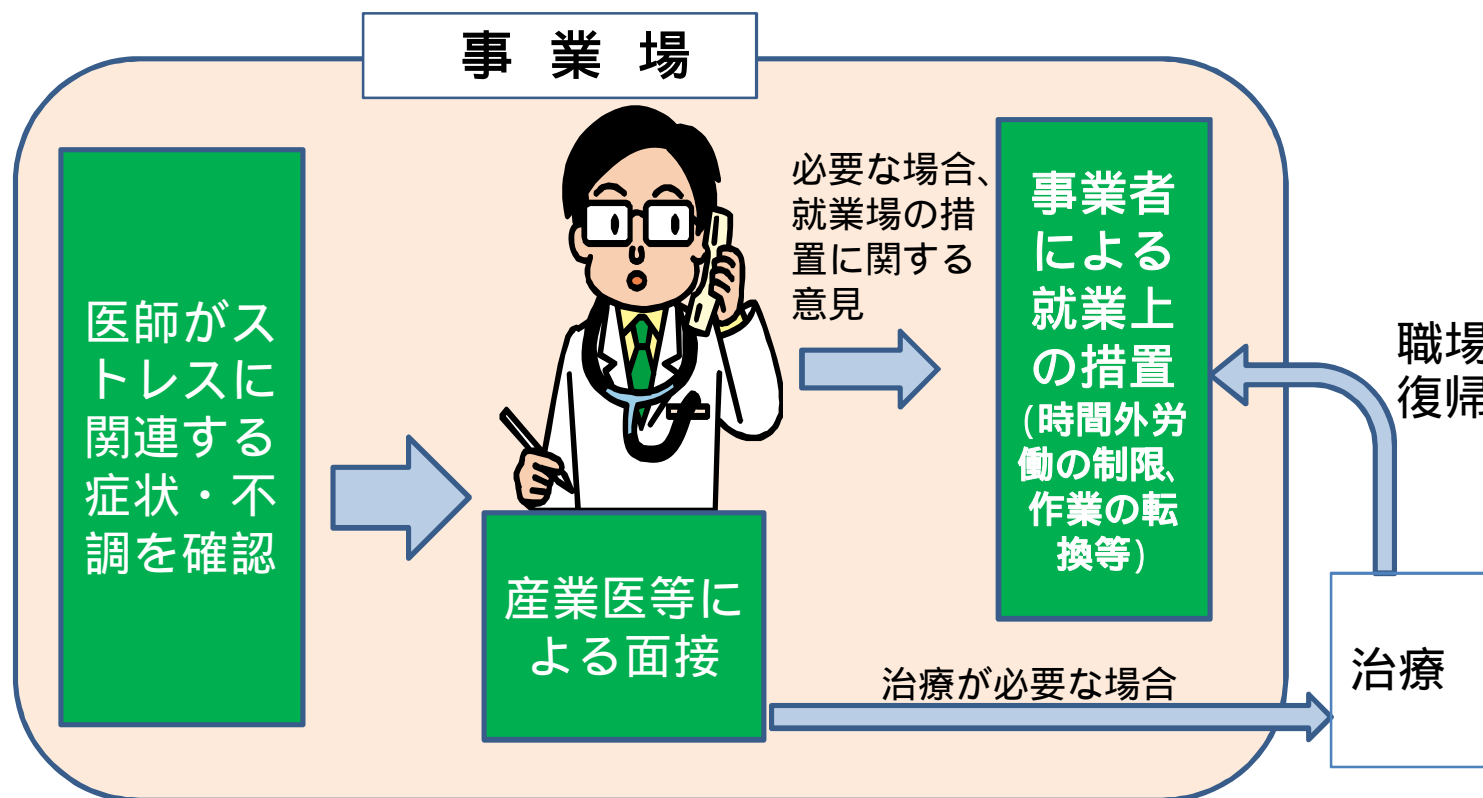 事 業 場
医師がス
トレスに
関連する
症状・不
調を確認
産業医等に
よる面接
必要な場合、
就業場の措
置に関する
意見
事業者
による
就業上
の措置
(時間外労
働の制限、
作業の転
換等)
治療が必要な場合
職場
復帰
治療